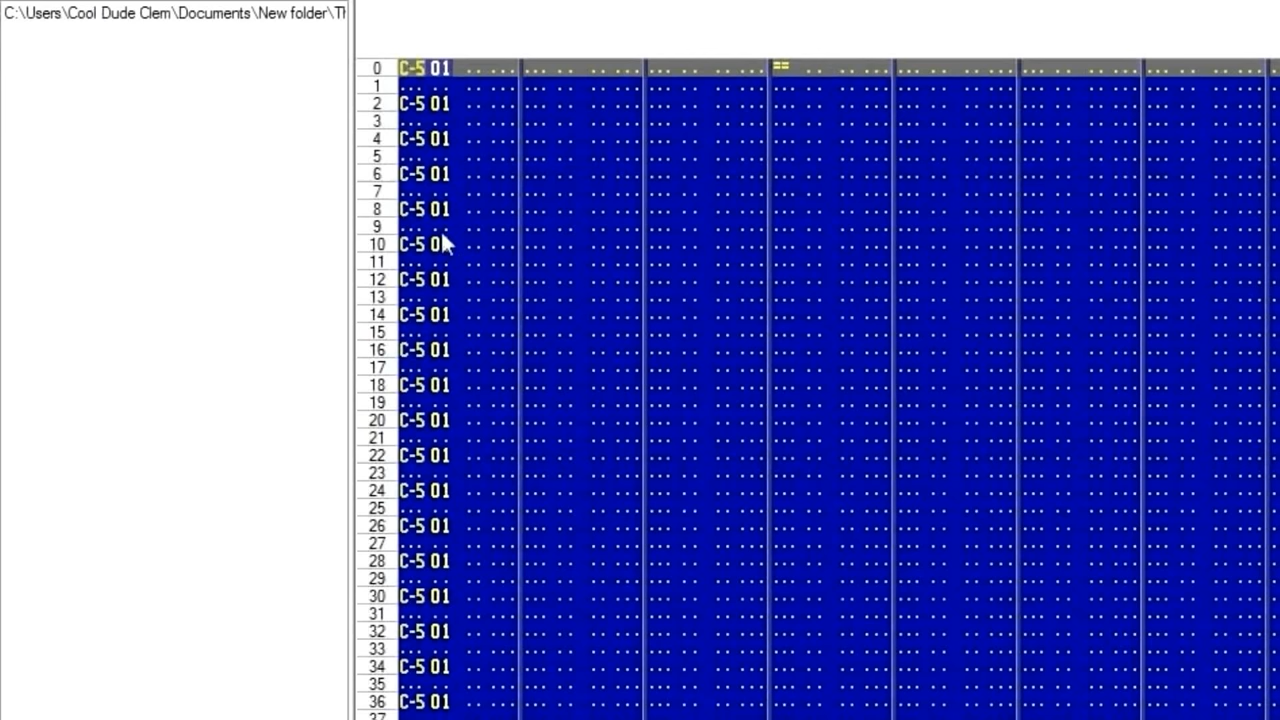 C:\Users\Cool Dude Clem\Documents\New folder\Th
0 C-5 01 ==
1
2 C-5 01
3
4 C-5 01
5
6 C-5 01
7
8 C-5 01
9
10 C-5 0
11
12 C-5 01
13
14 C-5 01
15
16 C-5 01
17
18 C-5 01
19
20 C-5 01
21
22 C-5 01
23
24 C-5 01
25
26 C-5 01
27
28 C-5 01
29
30 C-5 01
31
32 C-5 01
33
34 C-5 01
35
36 C-5 01
37